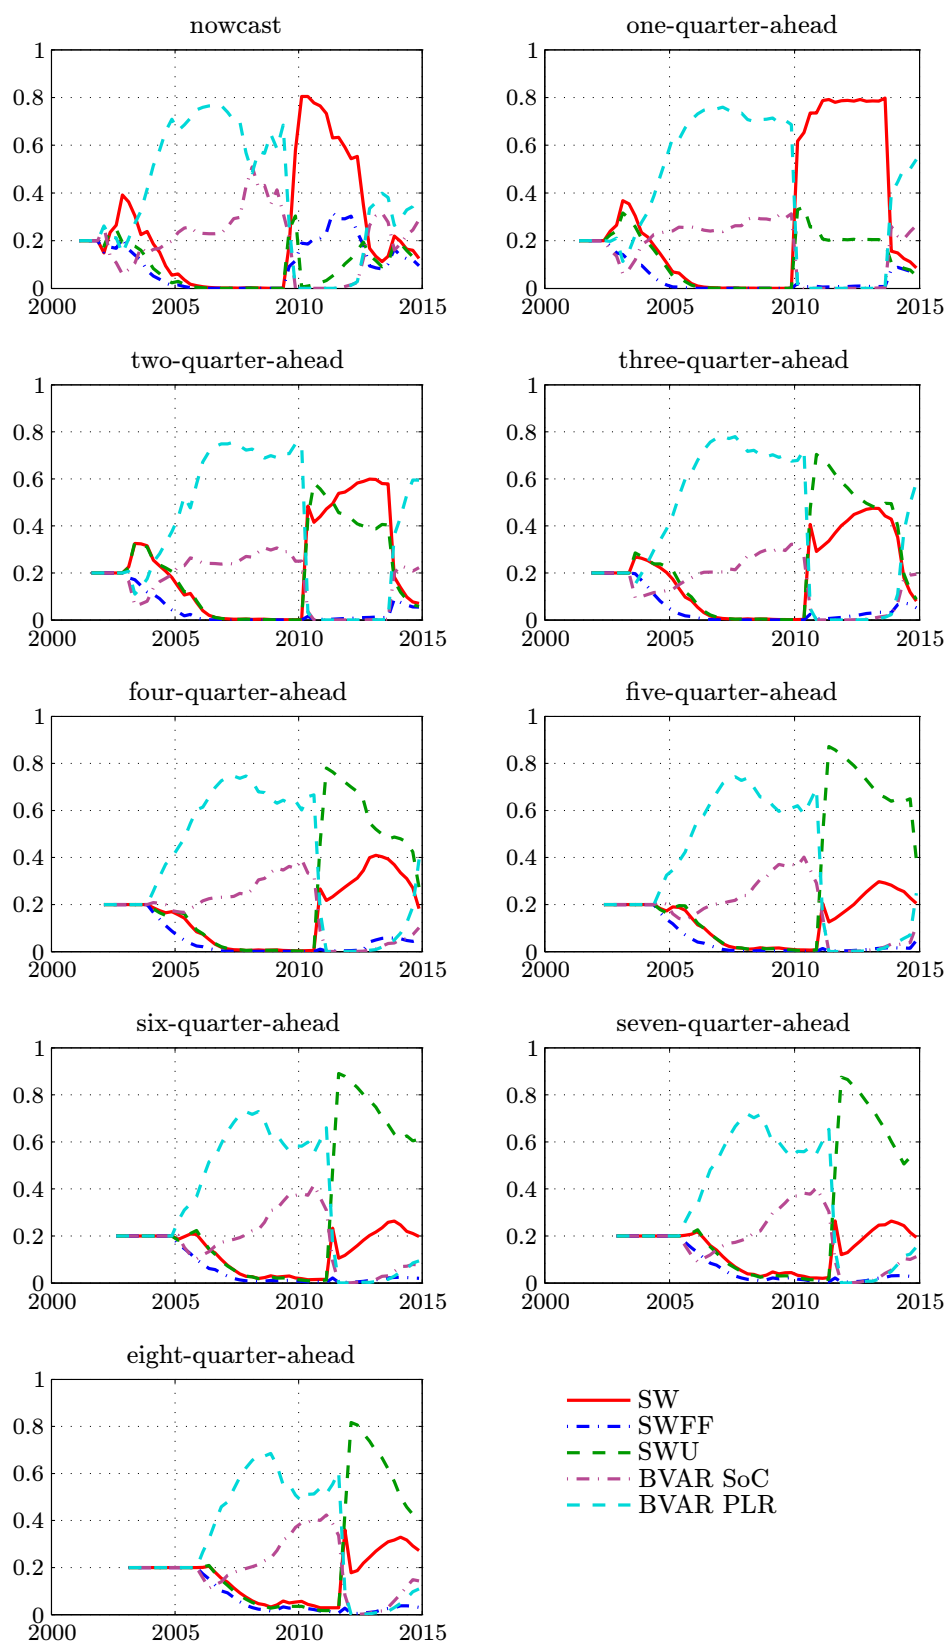 nowcast
one-quarter-ahead
1
0.8
0.6
0.4
0.2
0
2000 2005 2010 2015
1
0.8
0.6
0.4
0.2
0
2000 2005 2010 2015
two-quarter-ahead
three-quarter-ahead
1
0.8
0.6
0.4
0.2
0
2000 2005 2010 2015
1
0.8
0.6
0.4
0.2
0
2000 2005 2010 2015
four-quarter-ahead
five-quarter-ahead
1
0.8
0.6
0.4
0.2
0
2000 2005 2010 2015
1
0.8
0.6
0.4
0.2
0
2000 2005 2010 2015
six-quarter-ahead
seven-quarter-ahead
1
0.8
0.6
0.4
0.2
0
2000 2005 2010 2015
1
0.8
0.6
0.4
0.2
0
2000 2005 2010 2015
eight-quarter-ahead
1
0.8
0.6
0.4
0.2
0
2000 2005 2010 2015
SW
SWFF
SWU
BVAR SoC
BVAR PLR